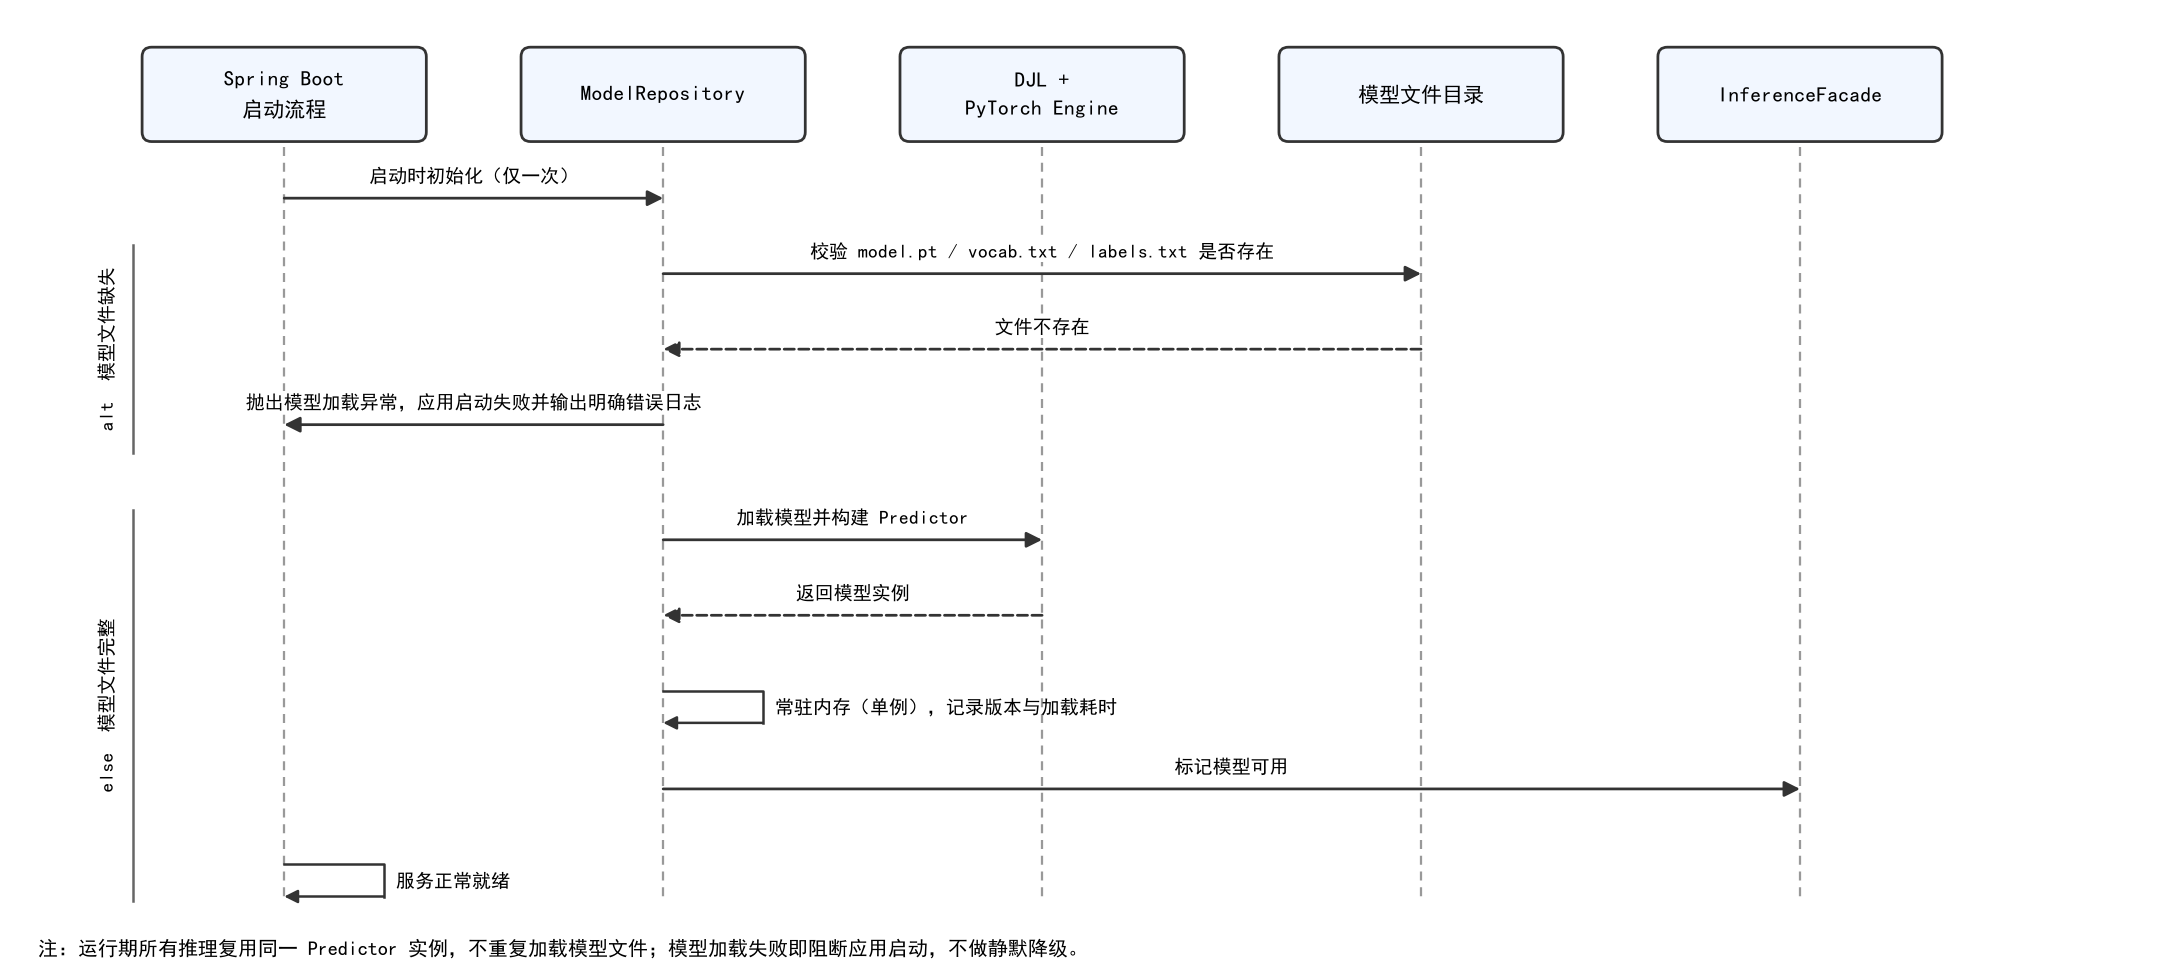 Spring Boot
启动流程
ModelRepository
DJL +
PyTorch Engine
模型文件目录
InferenceFacade
启动时初始化（仅一次）
alt  模型文件缺失
校验 model.pt / vocab.txt / labels.txt 是否存在
文件不存在
抛出模型加载异常，应用启动失败并输出明确错误日志
else  模型文件完整
加载模型并构建 Predictor
返回模型实例
常驻内存（单例），记录版本与加载耗时
标记模型可用
服务正常就绪
注：运行期所有推理复用同一 Predictor 实例，不重复加载模型文件；模型加载失败即阻断应用启动，不做静默降级。